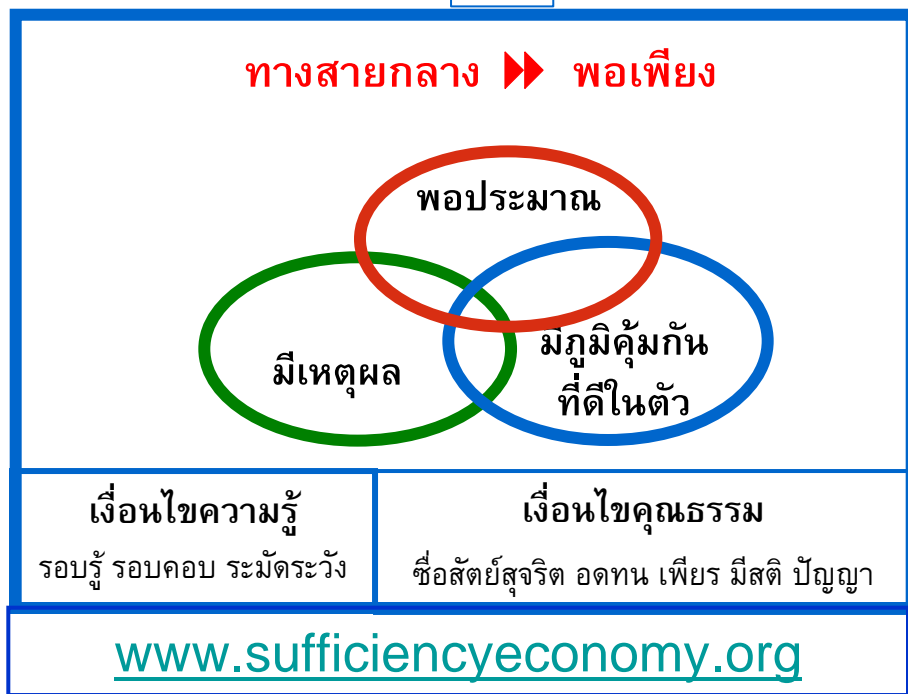 ทางสายกลาง พอเพียง
พอประมาณ
มีเหตุผล
มีภูมิคุ้มกัน
ที่ดีในตัว
เงื่อนไขความรู้
รอบรู้ รอบคอบ ระมัดระวัง
เงื่อนไขคุณธรรม
ซื่อสัตย์สุจริต อดทน เพียร มีสติ ปัญญา
www.sufficiencyeconomy.org